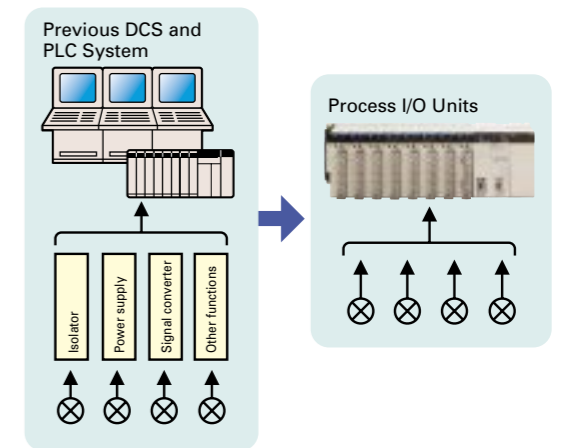 Previous DCS and
PLC System
Isolator
Power supply
Signal converter
Other functions
Process I/O Units